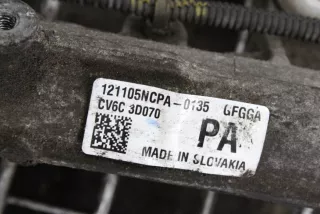 121105NCPA-0135 GFGGA
CV6C 3D070
PA
MADE IN SLOVAKIA